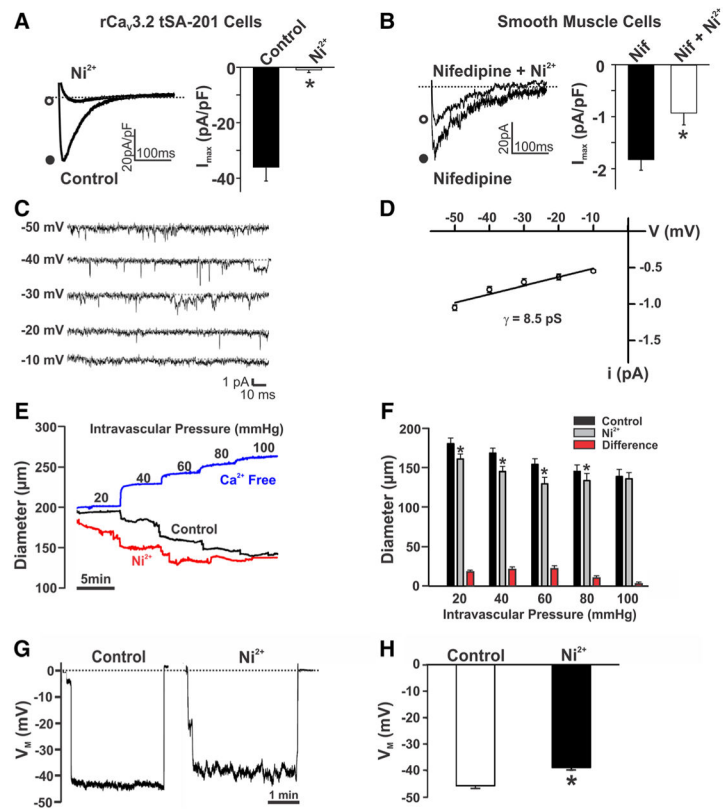 A
rCaᵥ3.2 tSA-201 Cells
Ni²⁺
Control
20pA/pF
100ms
Control
Ni²⁺
0
-20
-40
Iₘₐₓ (pA/pF)
*
B
Smooth Muscle Cells
Nifedipine + Ni²⁺
Nifedipine
20pA
100ms
Nif
Nif + Ni²⁺
0
-1
-2
Iₘₐₓ (pA/pF)
*
C
-50 mV
-40 mV
-30 mV
-20 mV
-10 mV
1 pA
10 ms
D
-50 -40 -30 -20 -10
V (mV)
-0.5
-1.0
-1.5
γ = 8.5 pS
i (pA)
E
Intravascular Pressure (mmHg)
300
250
200
150
100
Diameter (µm)
20 40 60 80 100
Ca²⁺ Free
Control
Ni²⁺
5min
F
Control
Ni²⁺
Difference
200
150
100
50
0
Diameter (µm)
* * * *
20 40 60 80 100
Intravascular Pressure (mmHg)
G
Control Ni²⁺
0
-10
-20
-30
-40
-50
V_M (mV)
1 min
H
Control Ni²⁺
0
-10
-20
-30
-40
-50
V_M (mV)
*